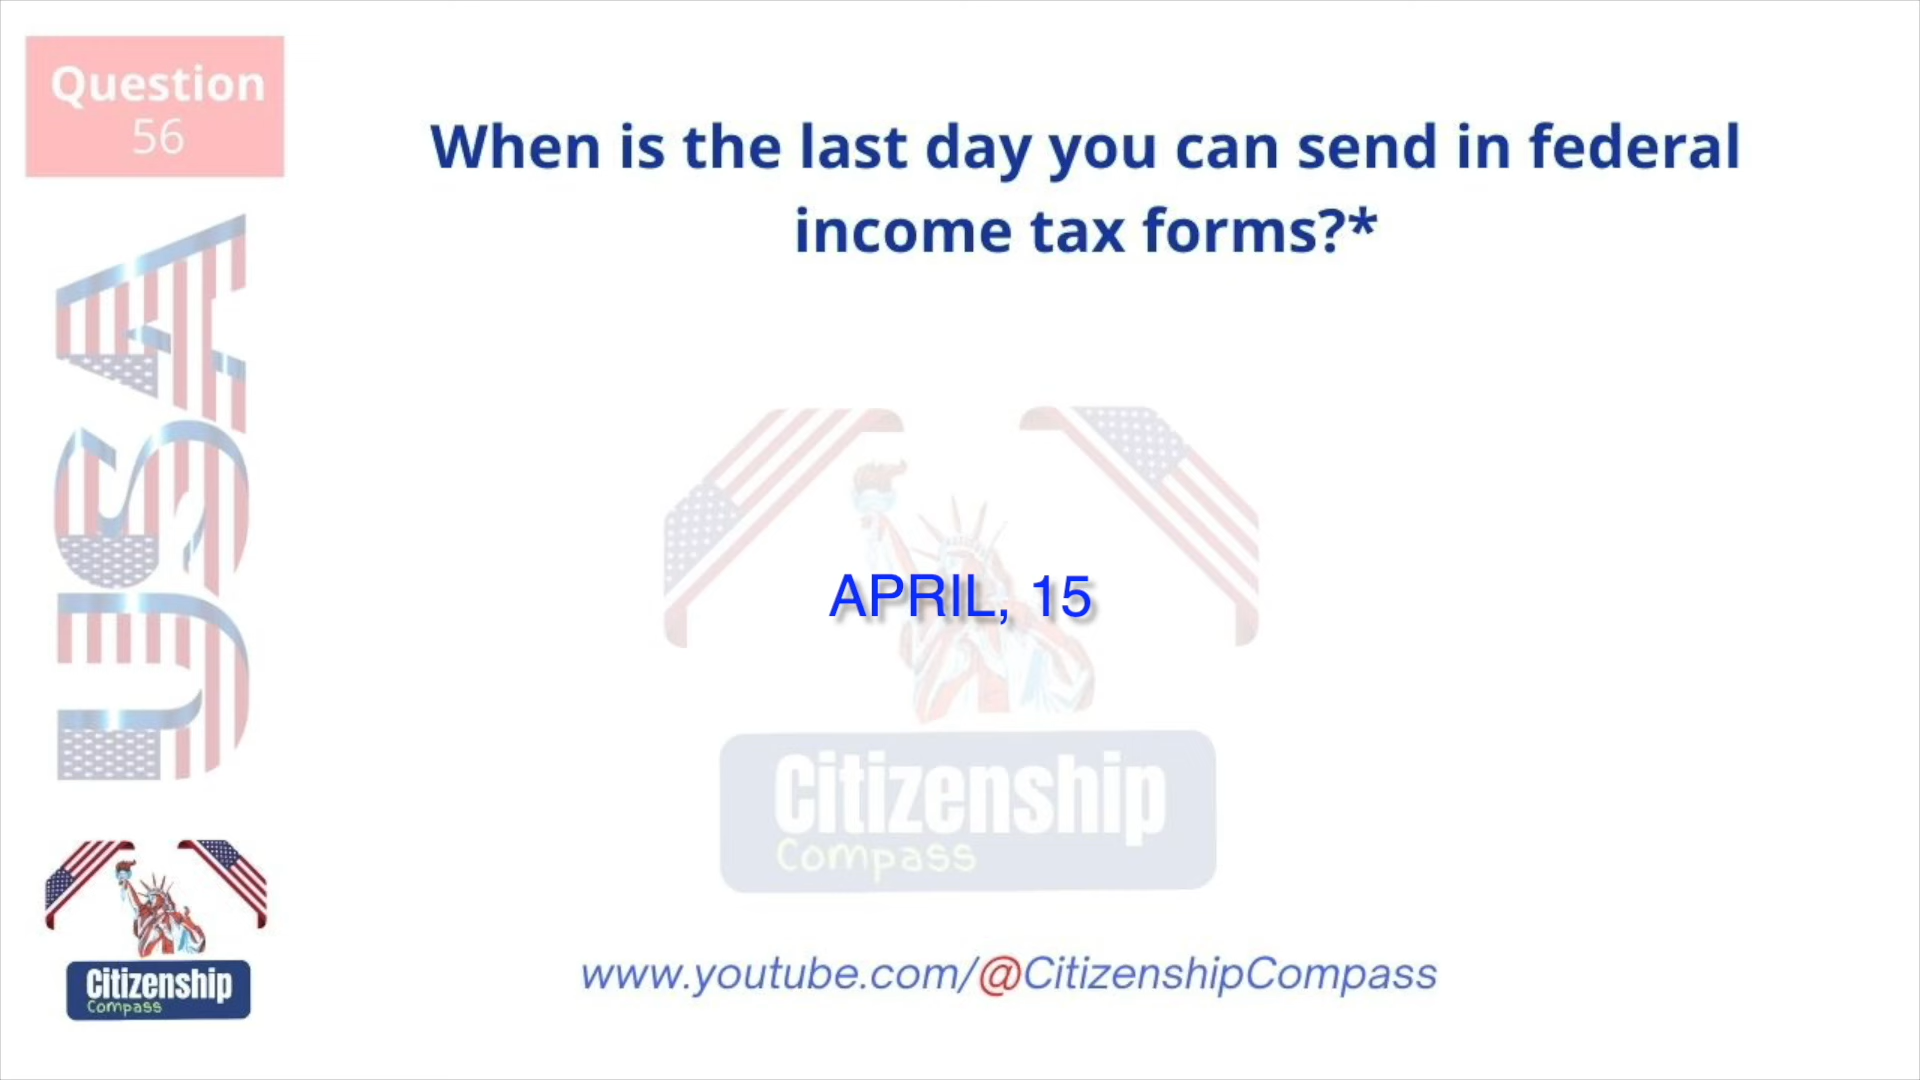 Question
56
When is the last day you can send in federal
income tax forms?*
APRIL, 15
Citizenship
Compass
USA
Citizenship
Compass
www.youtube.com/@CitizenshipCompass